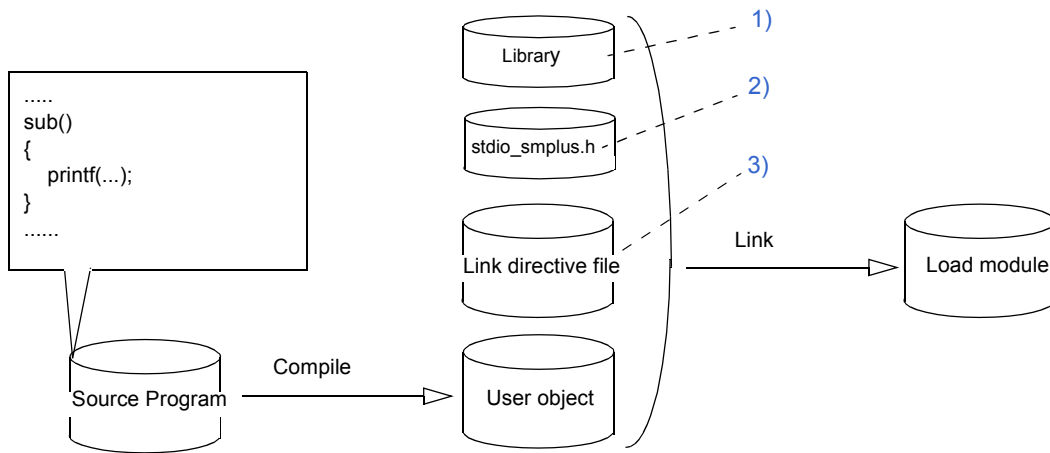 .....
sub()
{
printf(...);
}
......
Source Program
Compile
Library
stdio_smplus.h
Link directive file
User object
1)
2)
3)
Link
Load module